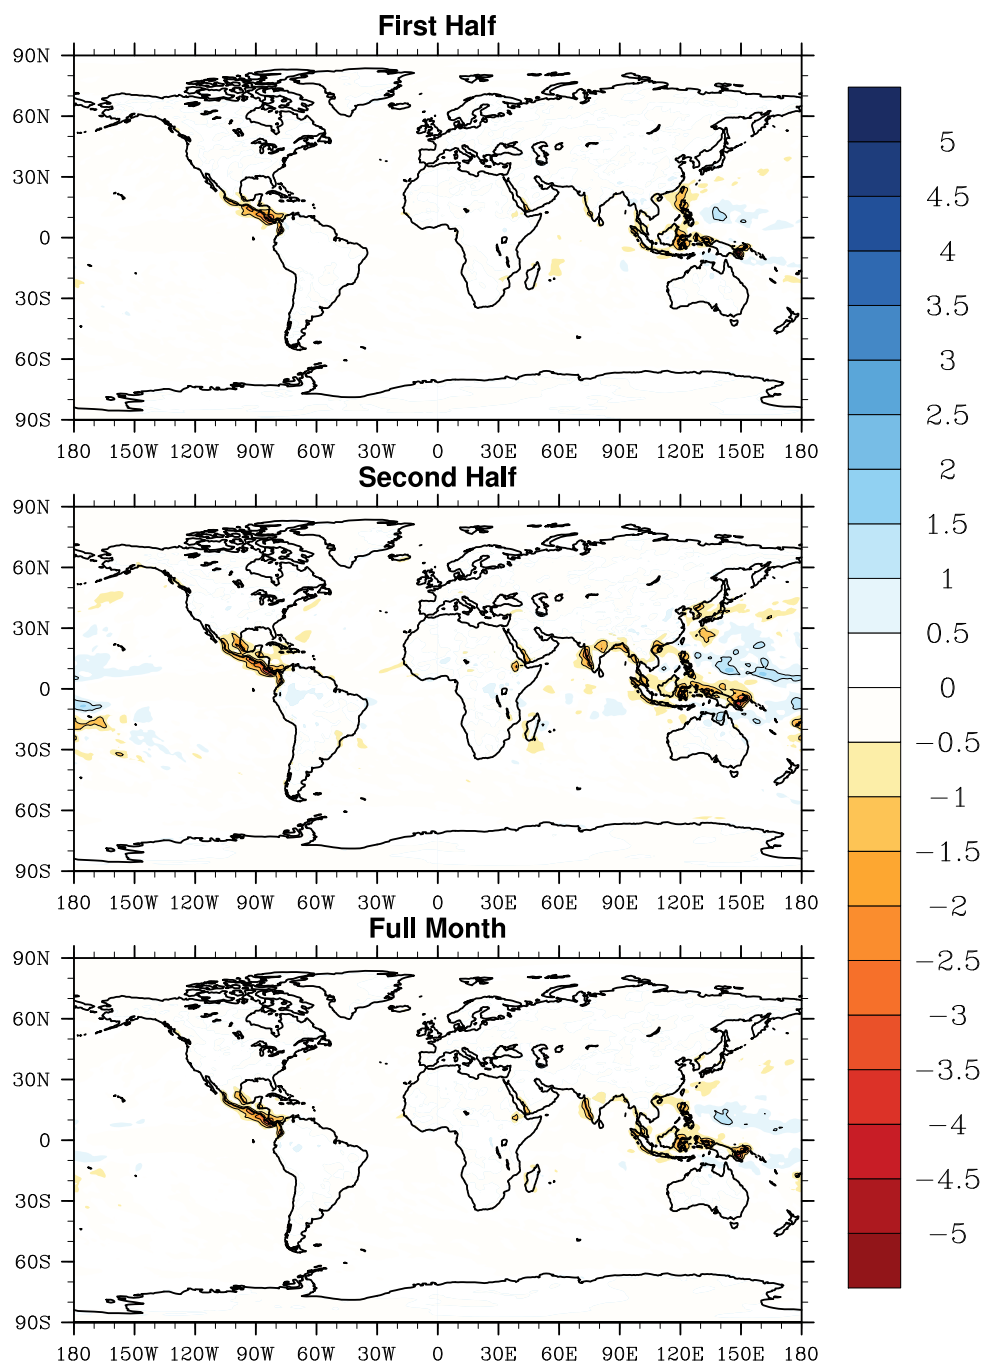 First Half
90N
60N
30N
0
30S
60S
90S
180 150W 120W 90W 60W 30W 0 30E 60E 90E 120E 150E 180
Second Half
90N
60N
30N
0
30S
60S
90S
180 150W 120W 90W 60W 30W 0 30E 60E 90E 120E 150E 180
Full Month
90N
60N
30N
0
30S
60S
90S
180 150W 120W 90W 60W 30W 0 30E 60E 90E 120E 150E 180
5
4.5
4
3.5
3
2.5
2
1.5
1
0.5
0
−0.5
−1
−1.5
−2
−2.5
−3
−3.5
−4
−4.5
−5